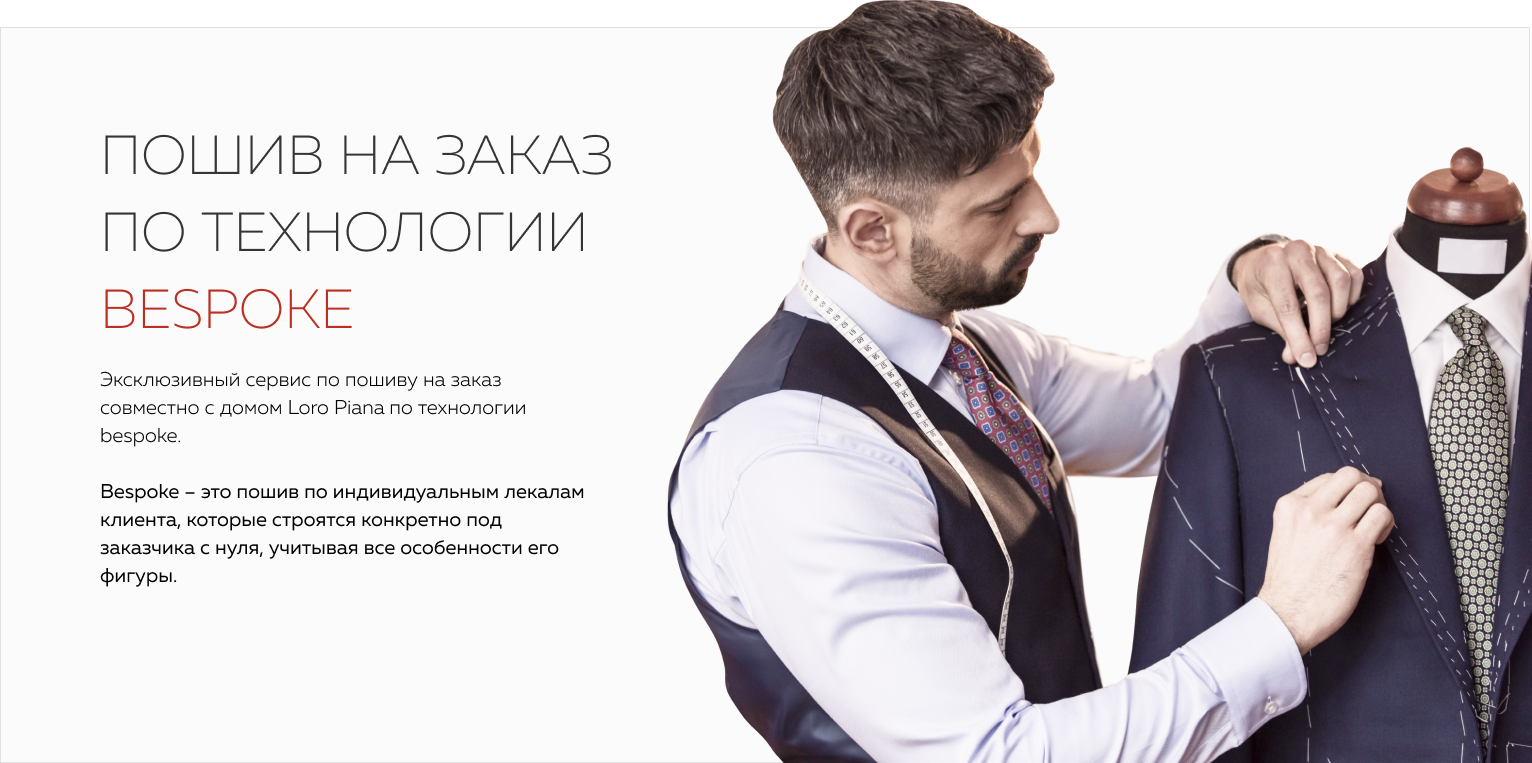 ПОШИВ НА ЗАКАЗ
ПО ТЕХНОЛОГИИ
BESPOKE
Эксклюзивный сервис по пошиву на заказ
совместно с домом Loro Piana по технологии
bespoke.
Bespoke – это пошив по индивидуальным лекалам
клиента, которые строятся конкретно под
заказчика с нуля, учитывая все особенности его
фигуры.